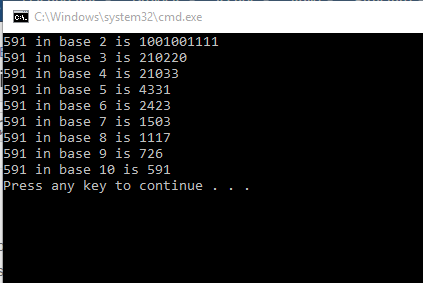 C:\Windows\system32\cmd.exe
591 in base 2 is 1001001111
591 in base 3 is 210220
591 in base 4 is 21033
591 in base 5 is 4331
591 in base 6 is 2423
591 in base 7 is 1503
591 in base 8 is 1117
591 in base 9 is 726
591 in base 10 is 591
Press any key to continue . . .